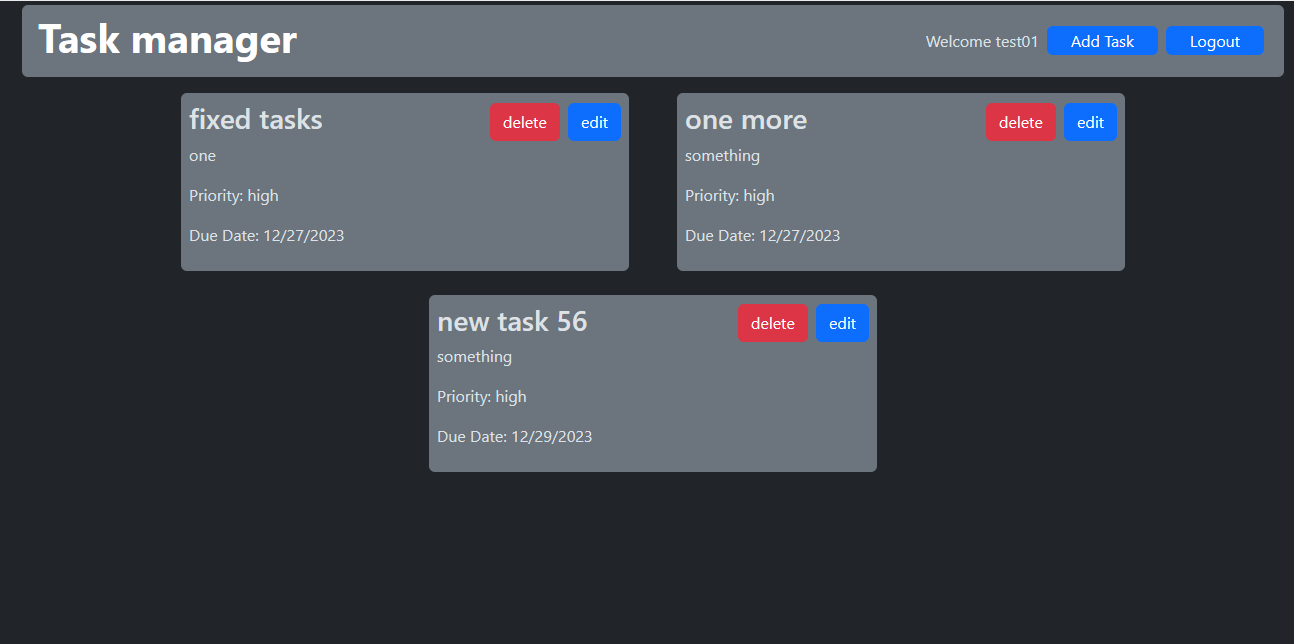 Task manager
Welcome test01 Add Task Logout
fixed tasks delete edit
one
Priority: high
Due Date: 12/27/2023
one more delete edit
something
Priority: high
Due Date: 12/27/2023
new task 56 delete edit
something
Priority: high
Due Date: 12/29/2023